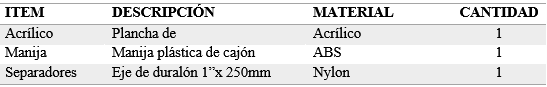 ITEM DESCRIPCIÓN MATERIAL CANTIDAD
Acrílico Plancha de Acrílico 1
Manija Manija plástica de cajón ABS 1
Separadores Eje de duralón 1”x 250mm Nylon 1